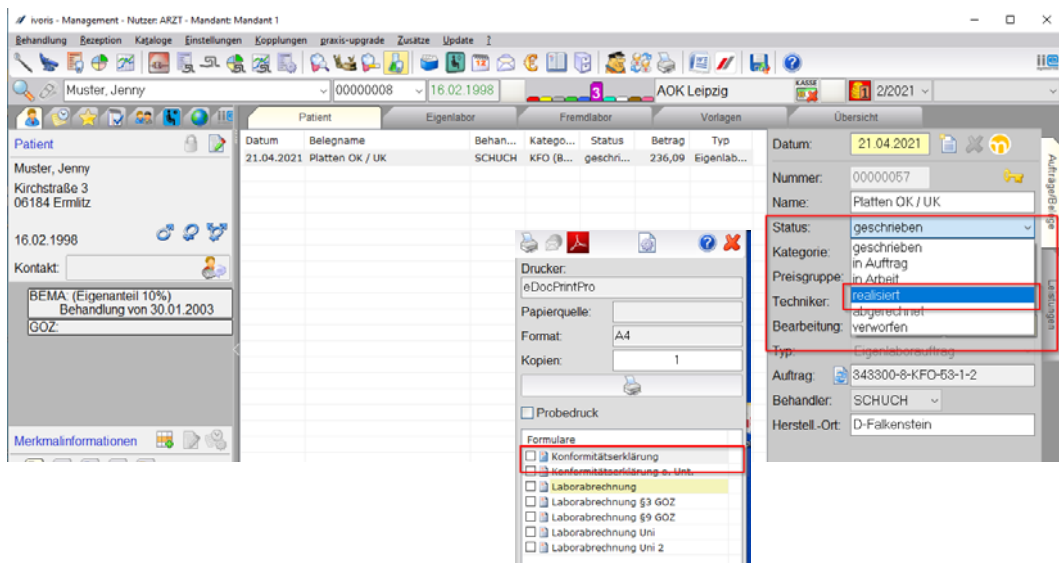 ivoris - Management - Nutzer: ARZT - Mandant: Mandant 1
Behandlung Rezeption Kataloge Einstellungen Kopplungen praxis-upgrade Zusätze Update ?
Muster, Jenny 00000008 16.02.1998 3 AOK Leipzig KASSE 2/2021
Patient Eigenlabor Fremdlabor Vorlagen Übersicht
Patient
Muster, Jenny
Kirchstraße 3
06184 Ermlitz
16.02.1998
Kontakt:
BEMA: (Eigenanteil 10%)
Behandlung von 30.01.2003
GOZ:
Merkmalinformationen
Datum Belegname Behan... Katego... Status Betrag Typ
21.04.2021 Platten OK / UK SCHUCH KFO (B... geschri... 236,09 Eigenlab...
Drucker:
eDocPrintPro
Papierquelle:
Format: A4
Kopien: 1
Probedruck
Formulare
Konformitätserklärung
Konformitätserklärung e. Unt.
Laborabrechnung
Laborabrechnung §3 GOZ
Laborabrechnung §9 GOZ
Laborabrechnung Uni
Laborabrechnung Uni 2
Datum: 21.04.2021
Nummer: 00000057
Name: Platten OK / UK
Status: geschrieben
Kategorie: geschrieben
in Auftrag
Preisgruppe: in Arbeit
Techniker: realisiert
abgerechnet
Bearbeitung: verworfen
Typ: Eigenlaborauftrag
Auftrag: 343300-8-KFO-53-1-2
Behandler: SCHUCH
Herstell.-Ort: D-Falkenstein
Aufträge/Belege
Leistungen